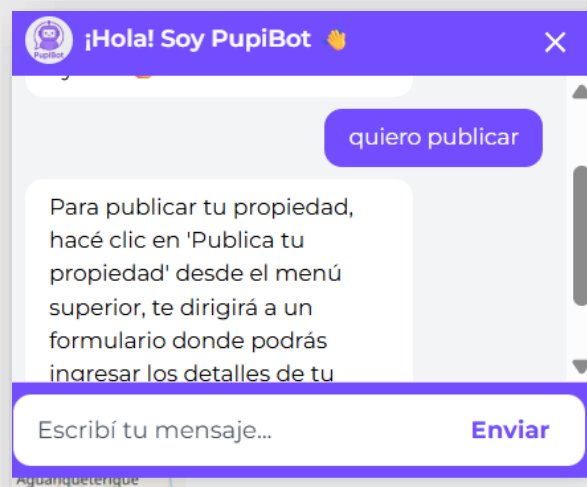 PupiBot
¡Hola! Soy PupiBot 👋
quiero publicar
Para publicar tu propiedad,
hacé clic en 'Publica tu
propiedad' desde el menú
superior, te dirigirá a un
formulario donde podrás
ingresar los detalles de tu
Escribí tu mensaje...
Enviar
Aguanqueterique